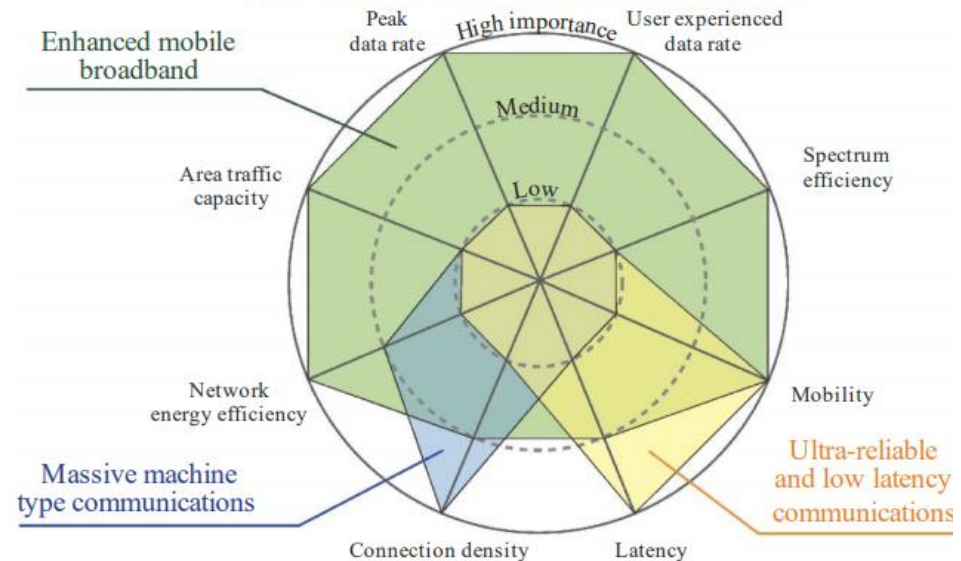 Peak
data rate
High importance
User experienced
data rate
Enhanced mobile
broadband
Medium
Area traffic
capacity
Low
Spectrum
efficiency
Network
energy efficiency
Mobility
Massive machine
type communications
Ultra-reliable
and low latency
communications
Connection density
Latency